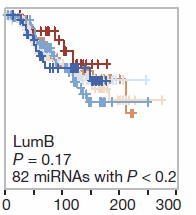 LumB
P = 0.17
82 miRNAs with P < 0.2
0 100 200 300